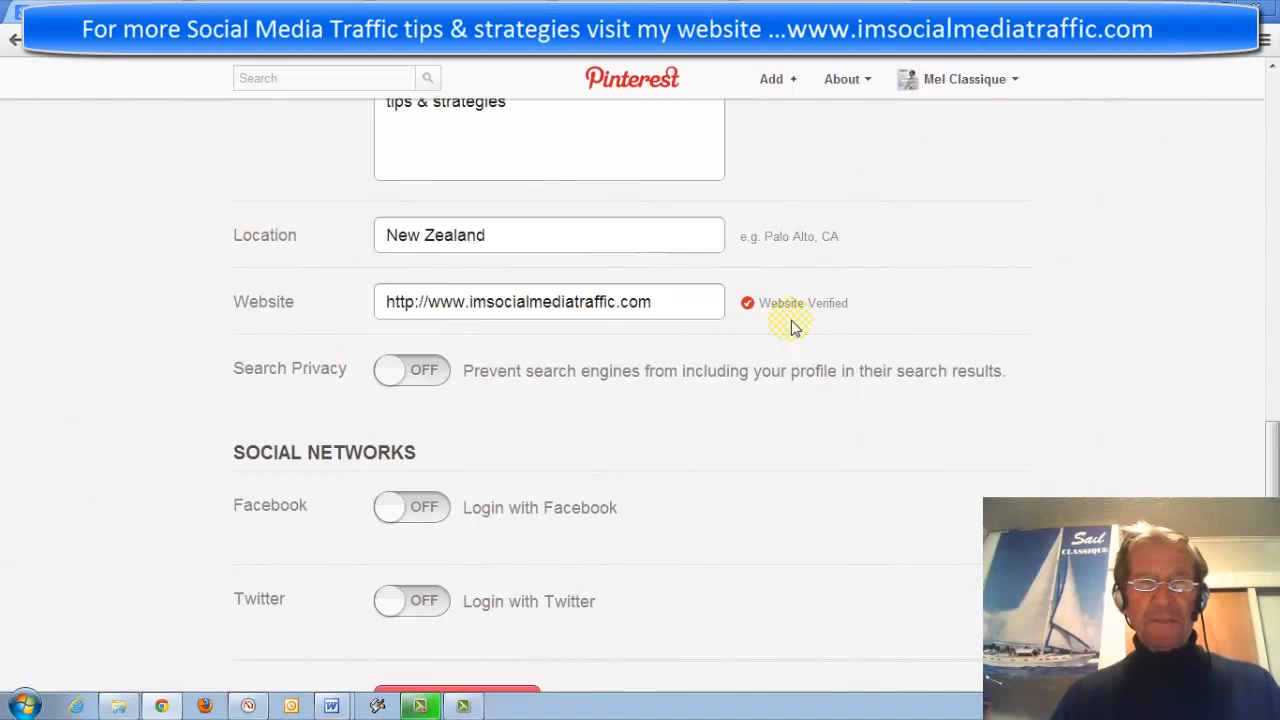 For more Social Media Traffic tips & strategies visit my website ...www.imsocialmediatraffic.com
Search
Pinterest
Add +
About
Mel Classique
tips & strategies
Location
New Zealand
e.g. Palo Alto, CA
Website
http://www.imsocialmediatraffic.com
Website Verified
Search Privacy
OFF
Prevent search engines from including your profile in their search results.
SOCIAL NETWORKS
Facebook
OFF
Login with Facebook
Twitter
OFF
Login with Twitter
Sail
CLASSIQUE